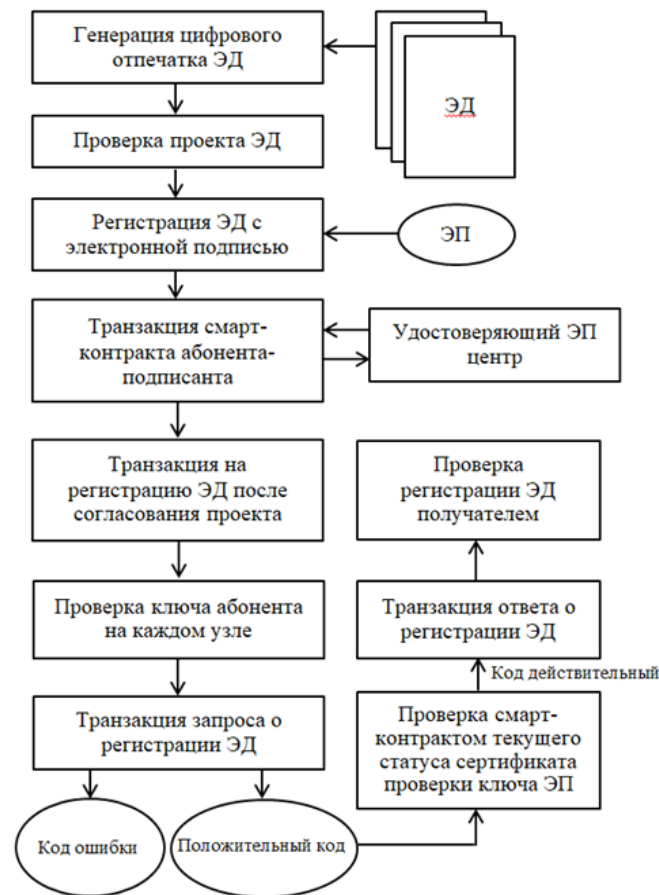 Генерация цифрового
отпечатка ЭД
ЭД
Проверка проекта ЭД
Регистрация ЭД с
электронной подписью
ЭП
Транзакция смарт-
контракта абонента-
подписанта
Удостоверяющий ЭП
центр
Транзакция на
регистрацию ЭД после
согласования проекта
Проверка
регистрации ЭД
получателем
Проверка ключа абонента
на каждом узле
Транзакция ответа о
регистрации ЭД
Код действительный
Транзакция запроса о
регистрации ЭД
Проверка смарт-
контрактом текущего
статуса сертификата
проверки ключа ЭП
Код ошибки
Положительный код